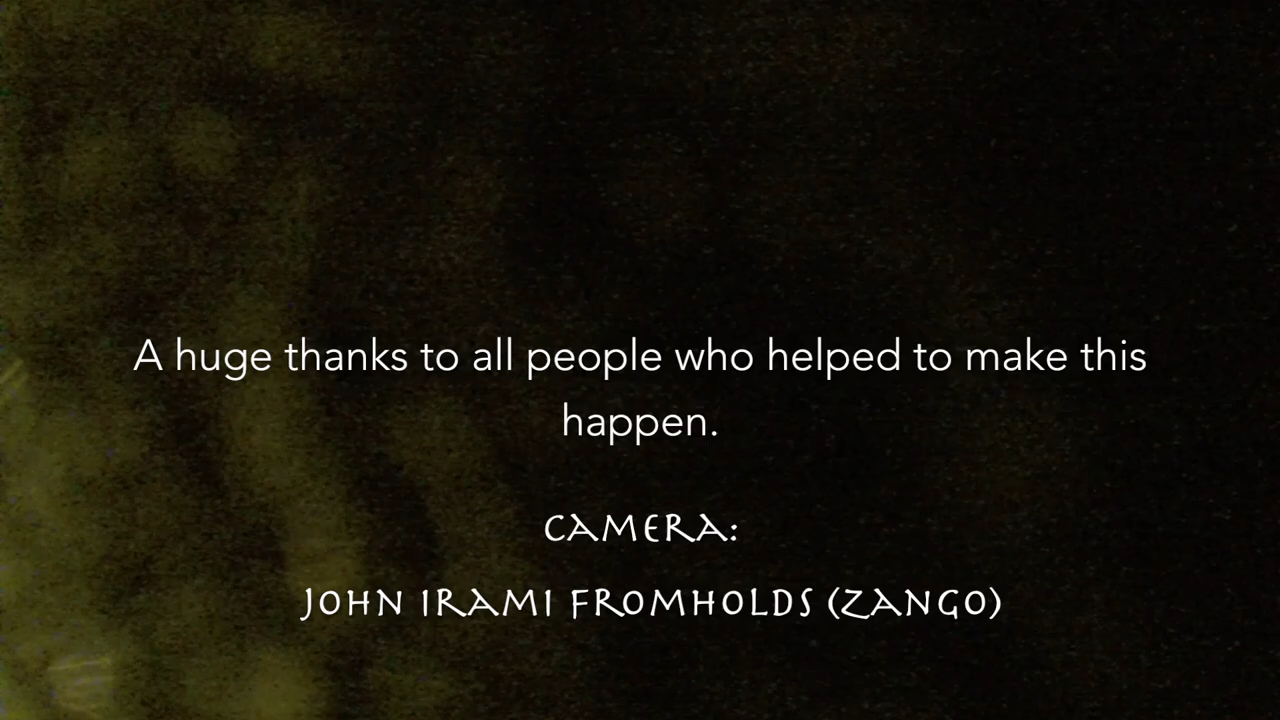 A huge thanks to all people who helped to make this
happen.
CAMERA:
JOHN IRAMI FROMHOLDS (ZANGO)